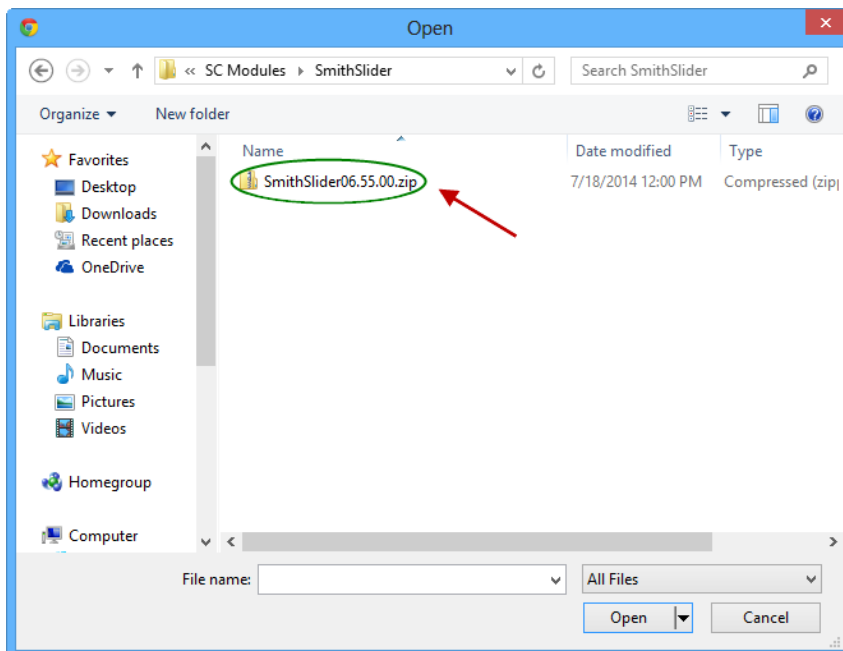 Open
« SC Modules SmithSlider
Search SmithSlider
Organize New folder
Name Date modified Type
Favorites
SmithSlider06.55.00.zip 7/18/2014 12:00 PM Compressed (zip
Desktop
Downloads
Recent places
OneDrive
Libraries
Documents
Music
Pictures
Videos
Homegroup
Computer
File name: All Files
Open Cancel